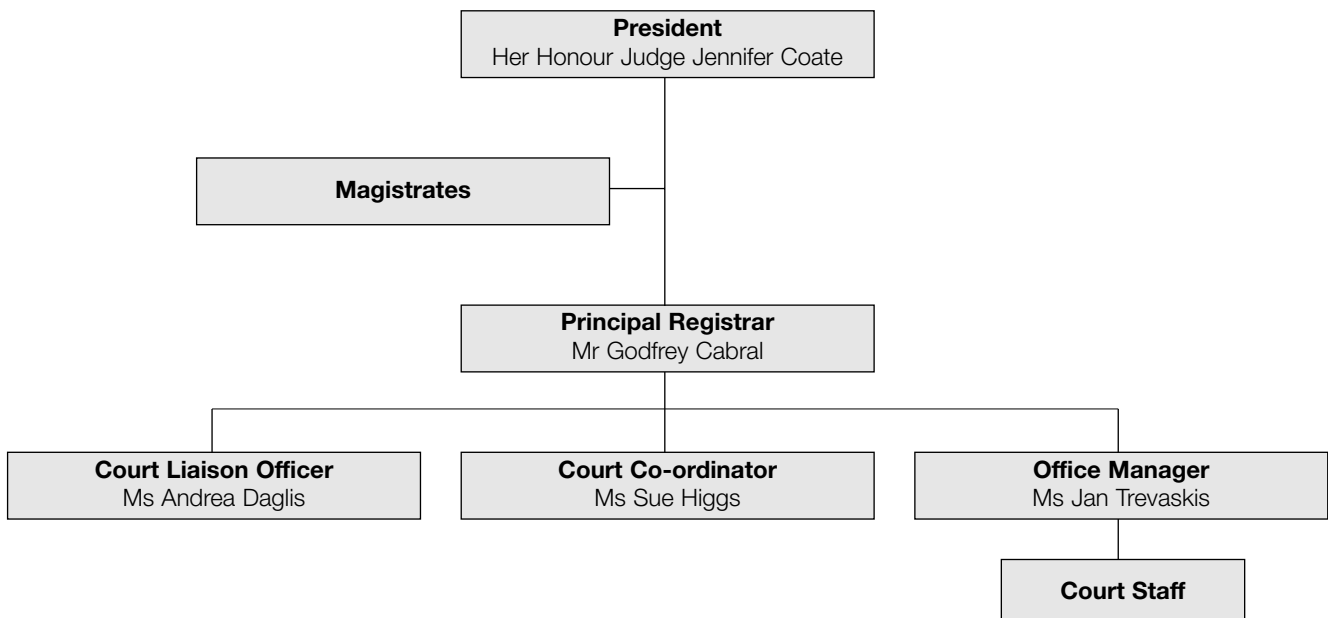 President
Her Honour Judge Jennifer Coate
Magistrates
Principal Registrar
Mr Godfrey Cabral
Court Liaison Officer
Ms Andrea Daglis
Court Co-ordinator
Ms Sue Higgs
Office Manager
Ms Jan Trevaskis
Court Staff